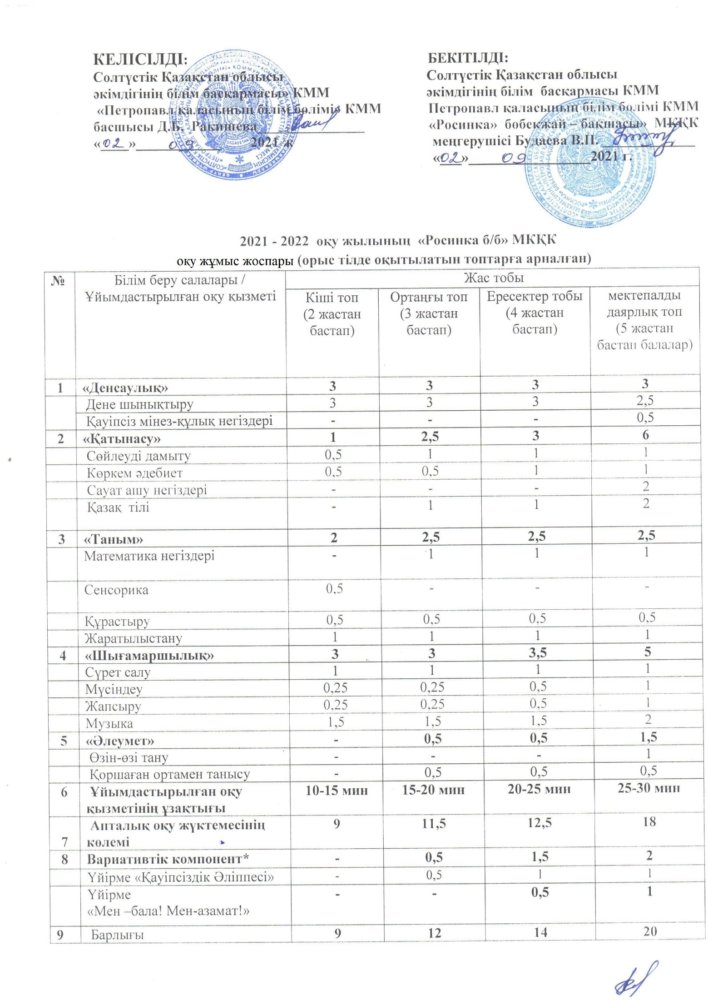 КЕЛІСІЛДІ:
Солтүстік Қазақстан облысы
әкімдігінің білім басқармасы» КММ
«Петропавл қаласының білім бөлімі» КММ
басшысы Д.Б. Ракишева
«02» 09 2021 ж
БЕКІТІЛДІ:
Солтүстік Қазақстан облысы
әкімдігінің білім басқармасы КММ
Петропавл қаласының білім бөлімі КММ
«Росинка» бөбекжай – бақшасы» МКҚК
меңгерушісі Будаева В.П.
«02» 09 2021 г.
2021 - 2022 оқу жылының «Росинка б/б» МКҚК
оқу жұмыс жоспары (орыс тілде оқытылатын топтарға арналған)
№ Білім беру салалары / Жас тобы
Ұйымдастырылған оқу қызметі
Кіші топ
(2 жастан
бастап)
Ортаңғы топ
(3 жастан
бастап)
Ересектер тобы
(4 жастан
бастап)
мектепалды
даярлық топ
(5 жастан
бастап балалар)
1 «Денсаулық» 3 3 3 3
Дене шынықтыру 3 3 3 2,5
Қауіпсіз мінез-құлық негіздері - - - 0,5
2 «Қатынасу» 1 2,5 3 6
Сөйлеуді дамыту 0,5 1 1 1
Көркем әдебиет 0,5 0,5 1 1
Сауат ашу негіздері - - - 2
Қазақ тілі - 1 1 2
3 «Таным» 2 2,5 2,5 2,5
Математика негіздері - 1 1 1
Сенсорика 0,5 - - -
Құрастыру 0,5 0,5 0,5 0,5
Жаратылыстану 1 1 1 1
4 «Шығамаршылық» 3 3 3,5 5
Сүрет салу 1 1 1 1
Мүсіндеу 0,25 0,25 0,5 1
Жапсыру 0,25 0,25 0,5 1
Музыка 1,5 1,5 1,5 2
5 «Әлеумет» - 0,5 0,5 1,5
Өзін-өзі тану - - - 1
Қоршаған ортамен танысу - 0,5 0,5 0,5
6 Ұйымдастырылған оқу 10-15 мин 15-20 мин 20-25 мин 25-30 мин
қызметінің ұзақтығы
Апталық оқу жүктемесінің 9 11,5 12,5 18
7 көлемі
8 Вариативтік компонент* - 0,5 1,5 2
Үйірме «Қауіпсіздік Әліппесі» - 0,5 1 1
Үйірме - - 0,5 1
«Мен –бала! Мен-азамат!»
9 Барлығы 9 12 14 20